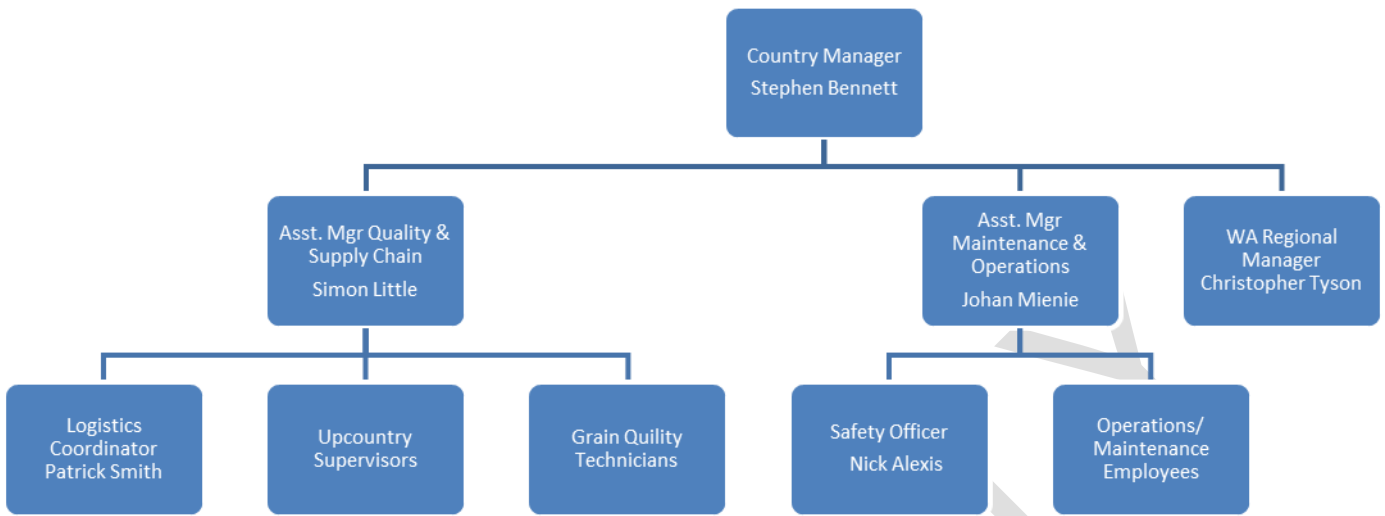 Country Manager
Stephen Bennett
Asst. Mgr Quality &
Supply Chain
Simon Little
Asst. Mgr
Maintenance &
Operations
Johan Mienie
WA Regional
Manager
Christopher Tyson
Logistics
Coordinator
Patrick Smith
Upcountry
Supervisors
Grain Quility
Technicians
Safety Officer
Nick Alexis
Operations/
Maintenance
Employees